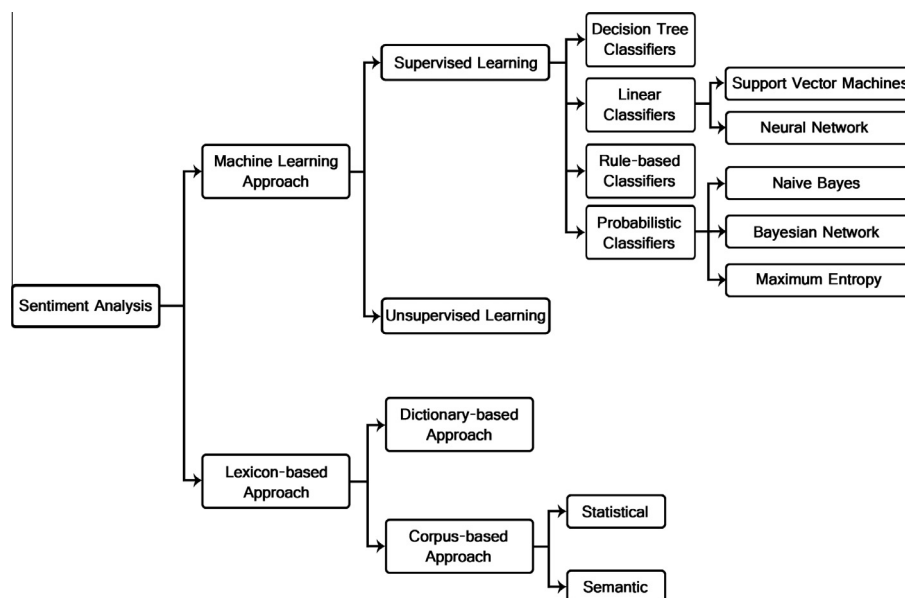 Decision Tree
Classifiers
Supervised Learning
Support Vector Machines
Linear
Classifiers
Neural Network
Machine Learning
Approach
Rule-based
Classifiers
Naive Bayes
Probabilistic
Classifiers
Bayesian Network
Maximum Entropy
Sentiment Analysis
Unsupervised Learning
Dictionary-based
Approach
Lexicon-based
Approach
Statistical
Corpus-based
Approach
Semantic